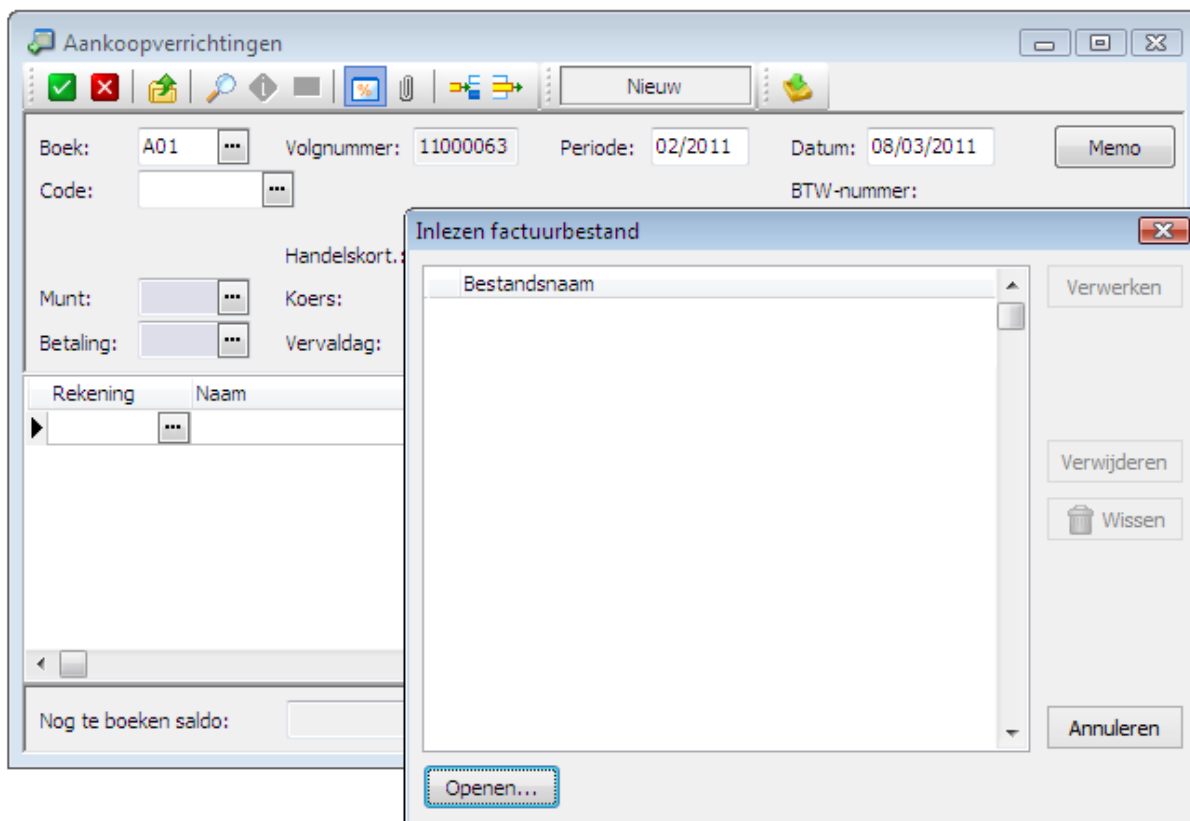 Aankoopverrichtingen
Nieuw
Boek: A01 ... Volgnummer: 11000063 Periode: 02/2011 Datum: 08/03/2011 Memo
Code: ... BTW-nummer:
Inlezen factuurbestand
Handelskort.:
Bestandsnaam
Verwerken
Munt: ... Koers:
Betaling: ... Vervaldag:
Rekening Naam
...
Verwijderen
Wissen
Nog te boeken saldo:
Annuleren
Openen...